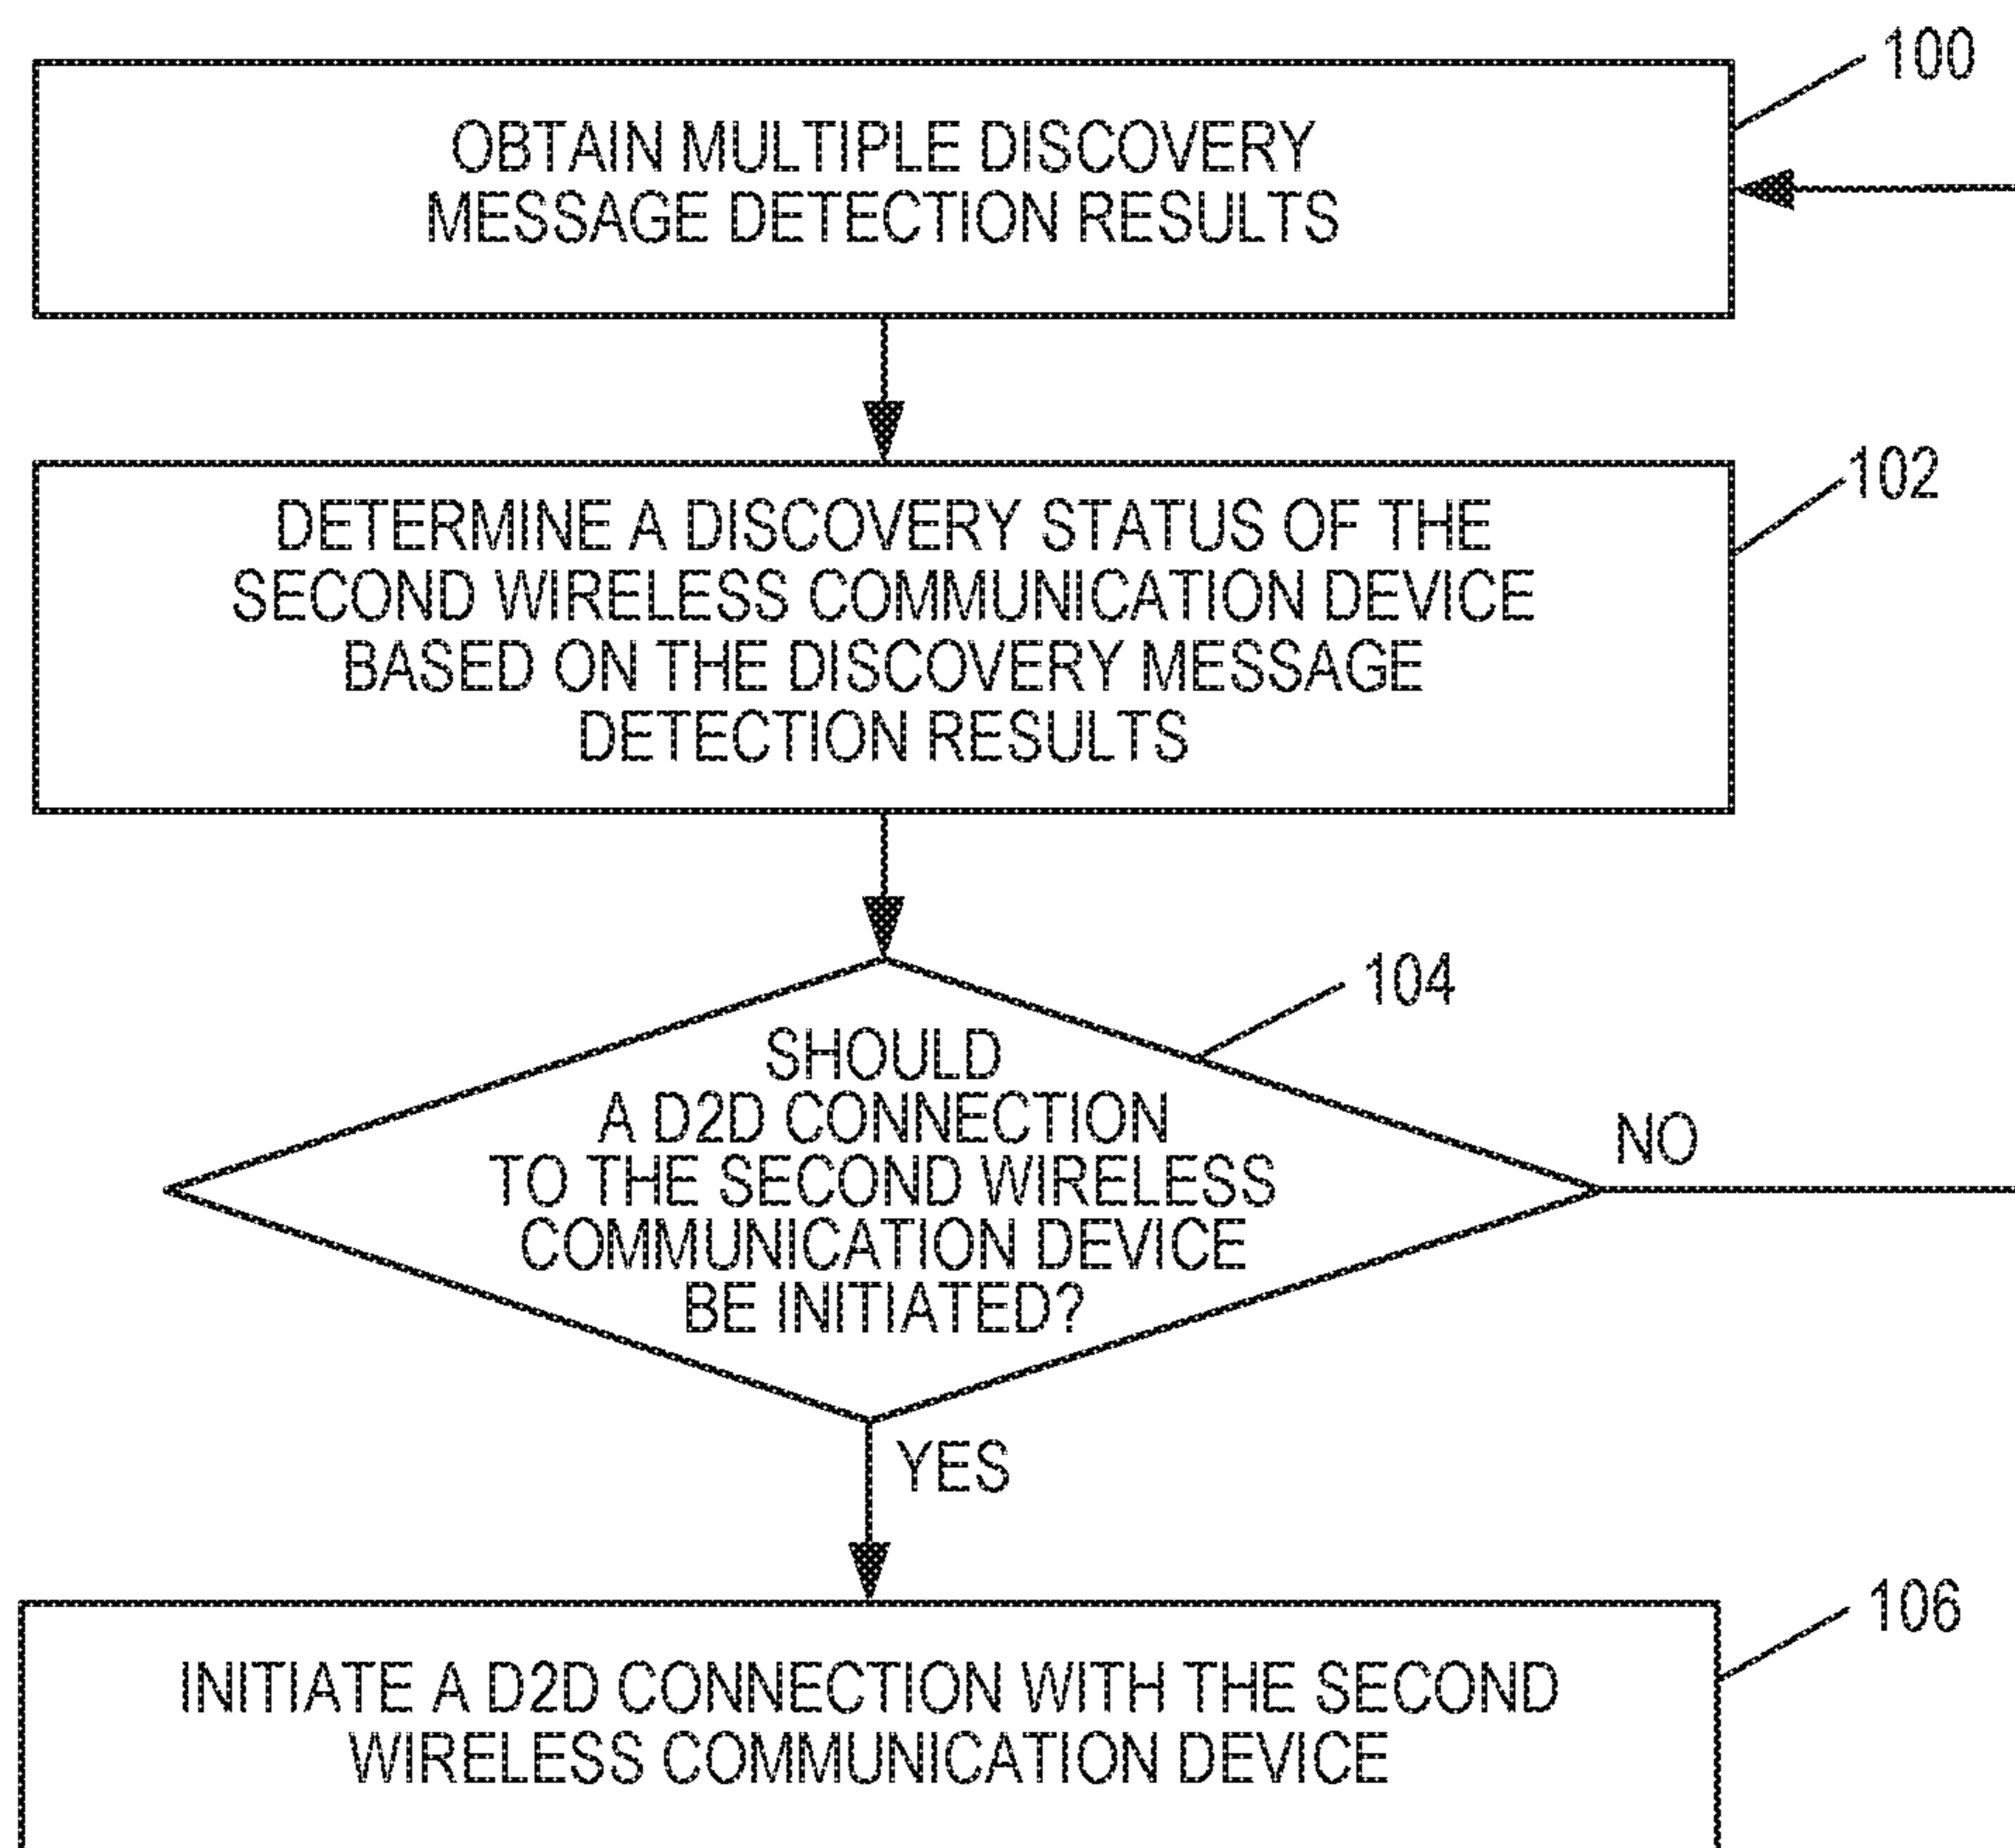 100
OBTAIN MULTIPLE DISCOVERY
MESSAGE DETECTION RESULTS
102
DETERMINE A DISCOVERY STATUS OF THE
SECOND WIRELESS COMMUNICATION DEVICE
BASED ON THE DISCOVERY MESSAGE
DETECTION RESULTS
104
SHOULD
A D2D CONNECTION
TO THE SECOND WIRELESS
COMMUNICATION DEVICE
BE INITIATED?
NO
YES
106
INITIATE A D2D CONNECTION WITH THE SECOND
WIRELESS COMMUNICATION DEVICE